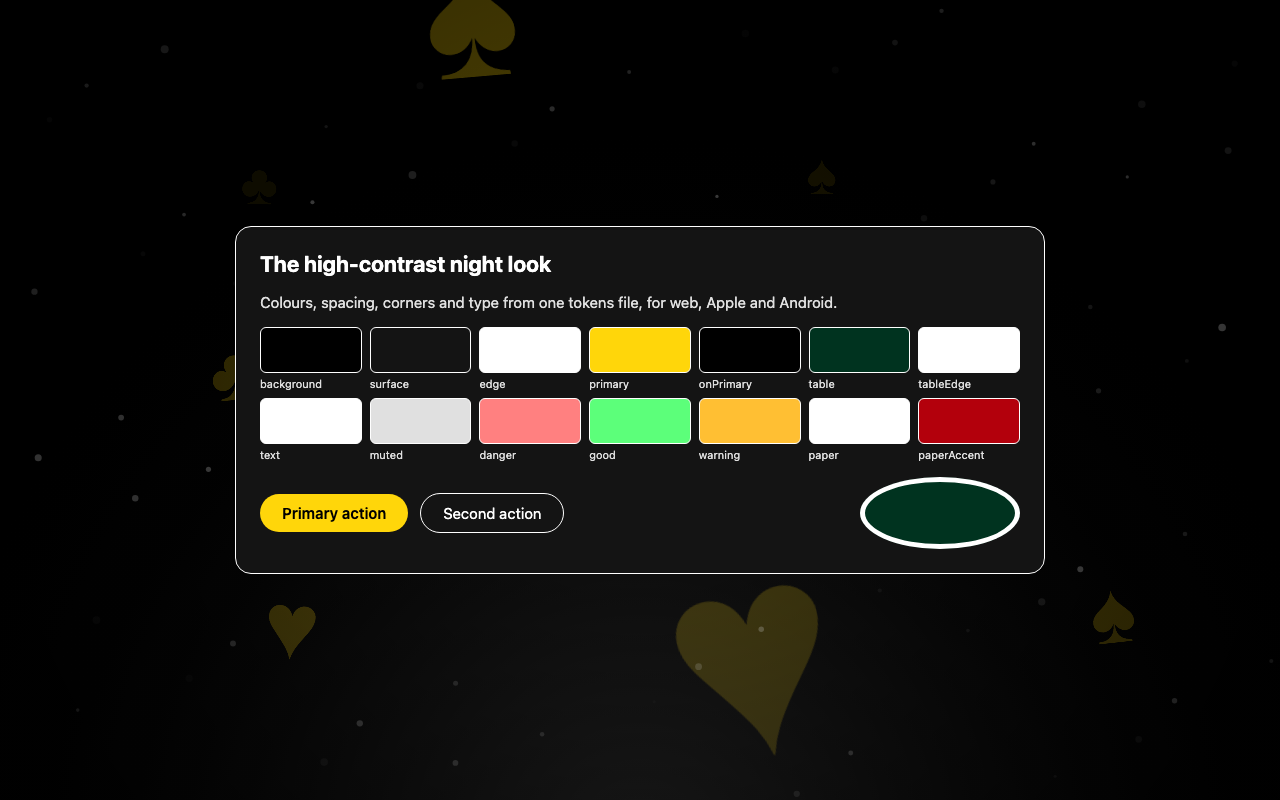 The high-contrast night look
Colours, spacing, corners and type from one tokens file, for web, Apple and Android.
background surface edge primary onPrimary table tableEdge
text muted danger good warning paper paperAccent
Primary action Second action